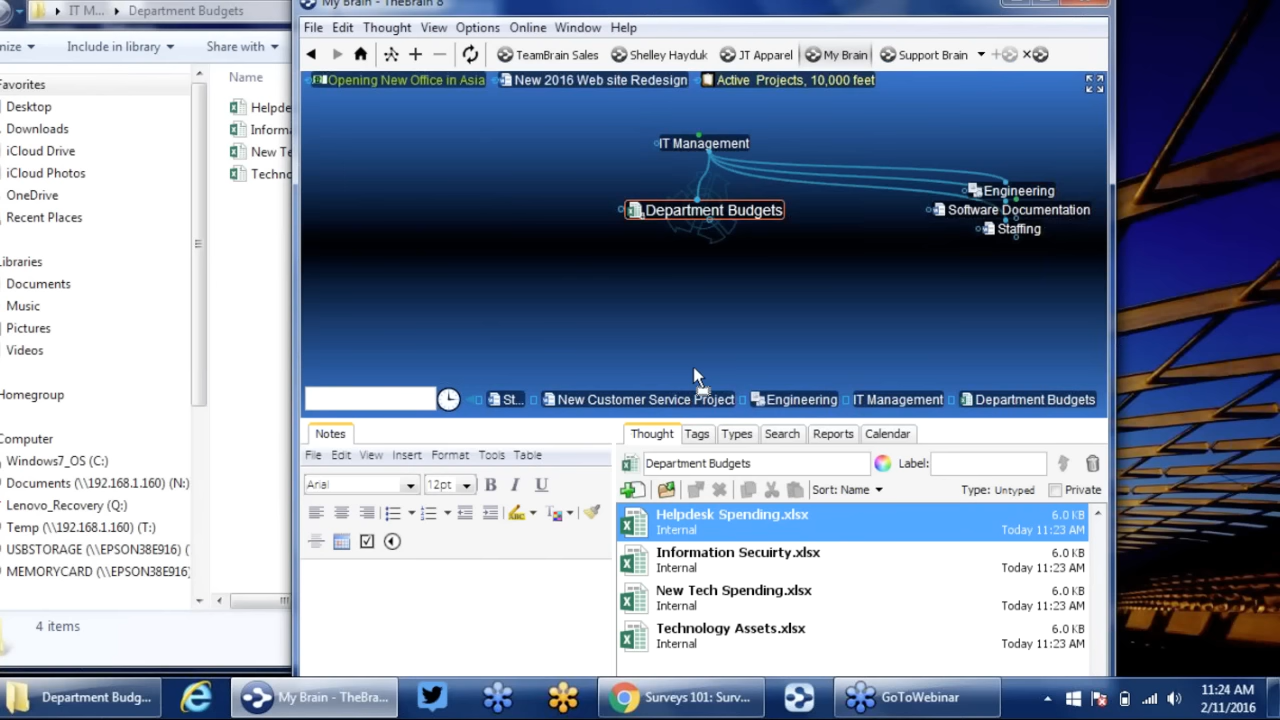 IT M...
Department Budgets
Include in library
Share with
Favorites
Desktop
Downloads
iCloud Drive
iCloud Photos
OneDrive
Recent Places
Libraries
Documents
Music
Pictures
Videos
Homegroup
Computer
Windows7_OS (C:)
Documents (\\192.168.1.160) (N:)
Lenovo_Recovery (Q:)
Temp (\\192.168.1.160) (T:)
USBSTORAGE (\\EPSON38E916)
MEMORYCARD (\\EPSON38E916)
Name
4 items
My Brain - TheBrain 8
File Edit Thought View Options Online Window Help
TeamBrain Sales Shelley Hayduk JT Apparel My Brain Support Brain
Opening New Office in Asia New 2016 Web site Redesign Active Projects, 10,000 feet
IT Management
Department Budgets
Engineering
Software Documentation
Staffing
St... New Customer Service Project Engineering IT Management Department Budgets
Notes
File Edit View Insert Format Tools Table
Arial 12pt B I U
Thought Tags Types Search Reports Calendar
Department Budgets Label:
Sort: Name Type: Untyped Private
Helpdesk Spending.xlsx 6.0 KB
Internal Today 11:23 AM
Information Secuirty.xlsx 6.0 KB
Internal Today 11:23 AM
New Tech Spending.xlsx 6.0 KB
Internal Today 11:23 AM
Technology Assets.xlsx 6.0 KB
Internal Today 11:23 AM
Department Budg... My Brain - TheBra... Surveys 101: Surv... GoToWebinar
11:24 AM
2/11/2016